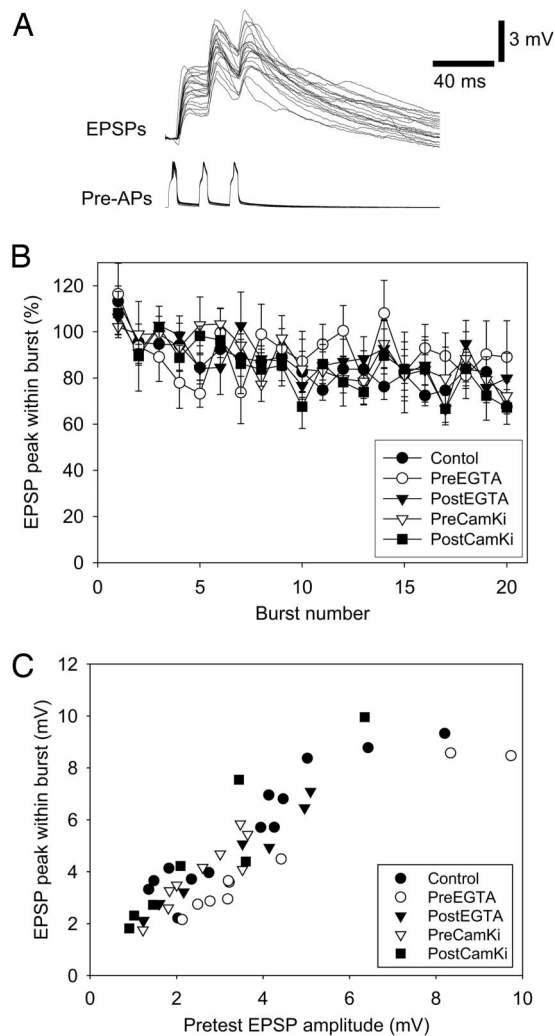 A
3 mV
40 ms
EPSPs
Pre-APs
B
EPSP peak within burst (%)
120
100
80
60
40
20
0
Contol
PreEGTA
PostEGTA
PreCamKi
PostCamKi
0 5 10 15 20
Burst number
C
EPSP peak within burst (mV)
12
10
8
6
4
2
0
Control
PreEGTA
PostEGTA
PreCamKi
PostCamKi
0 2 4 6 8 10
Pretest EPSP amplitude (mV)